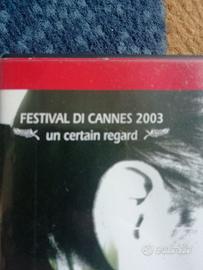 FESTIVAL DI CANNES 2003
un certain regard